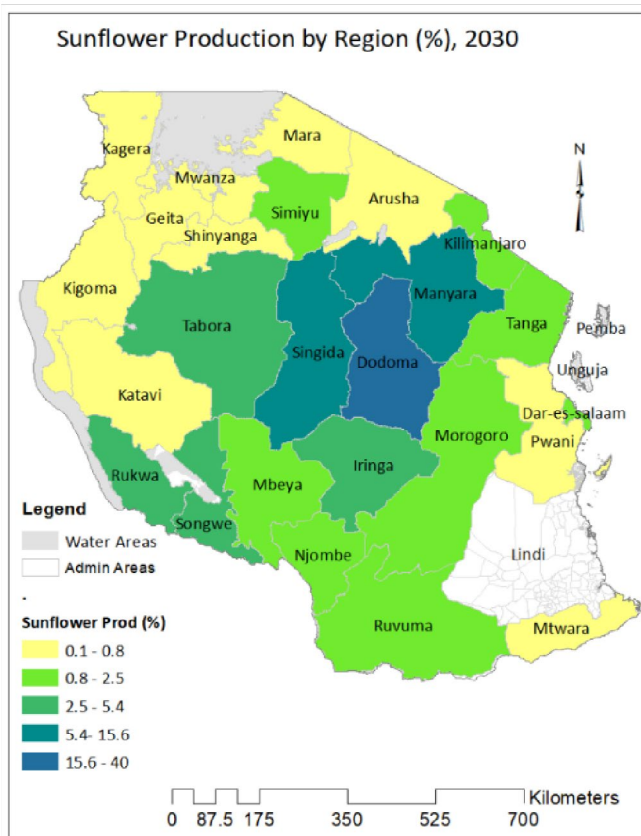 Sunflower Production by Region (%), 2030
N
Mara
Kagera
Mwanza
Arusha
Simiyu
Geita
Shinyanga
Kilimanjaro
Kigoma
Manyara
Tabora
Tanga
Pemba
Singida
Dodoma
Unguja
Katavi
Dar-es-salaam
Morogoro
Pwani
Rukwa
Iringa
Mbeya
Songwe
Njombe
Lindi
Ruvuma
Mtwara
Legend
Water Areas
Admin Areas
.
Sunflower Prod (%)
0.1 - 0.8
0.8 - 2.5
2.5 - 5.4
5.4- 15.6
15.6 - 40
Kilometers
0 87.5 175 350 525 700